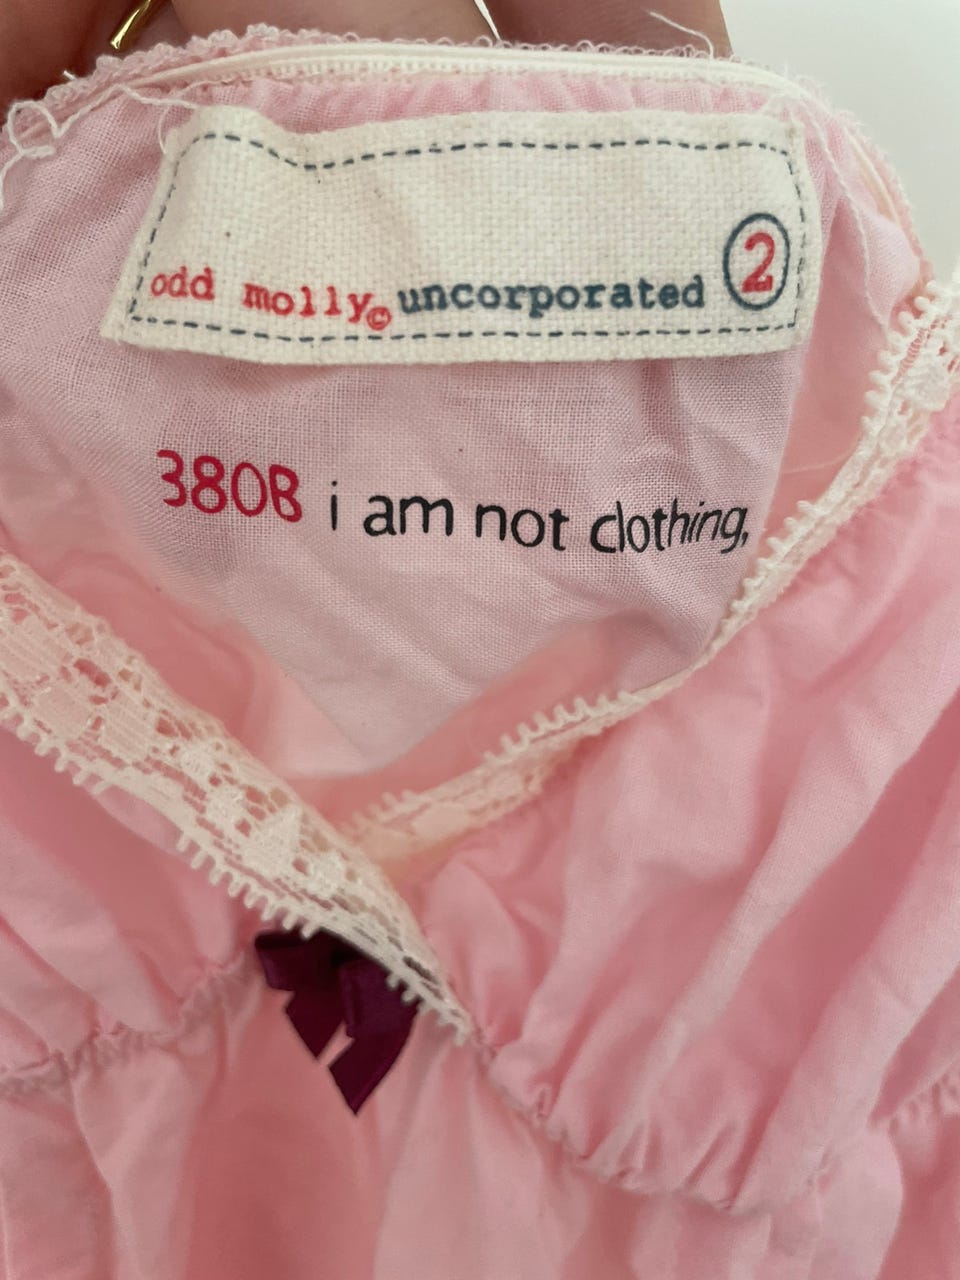 odd molly© uncorporated 2
380B i am not clothing,